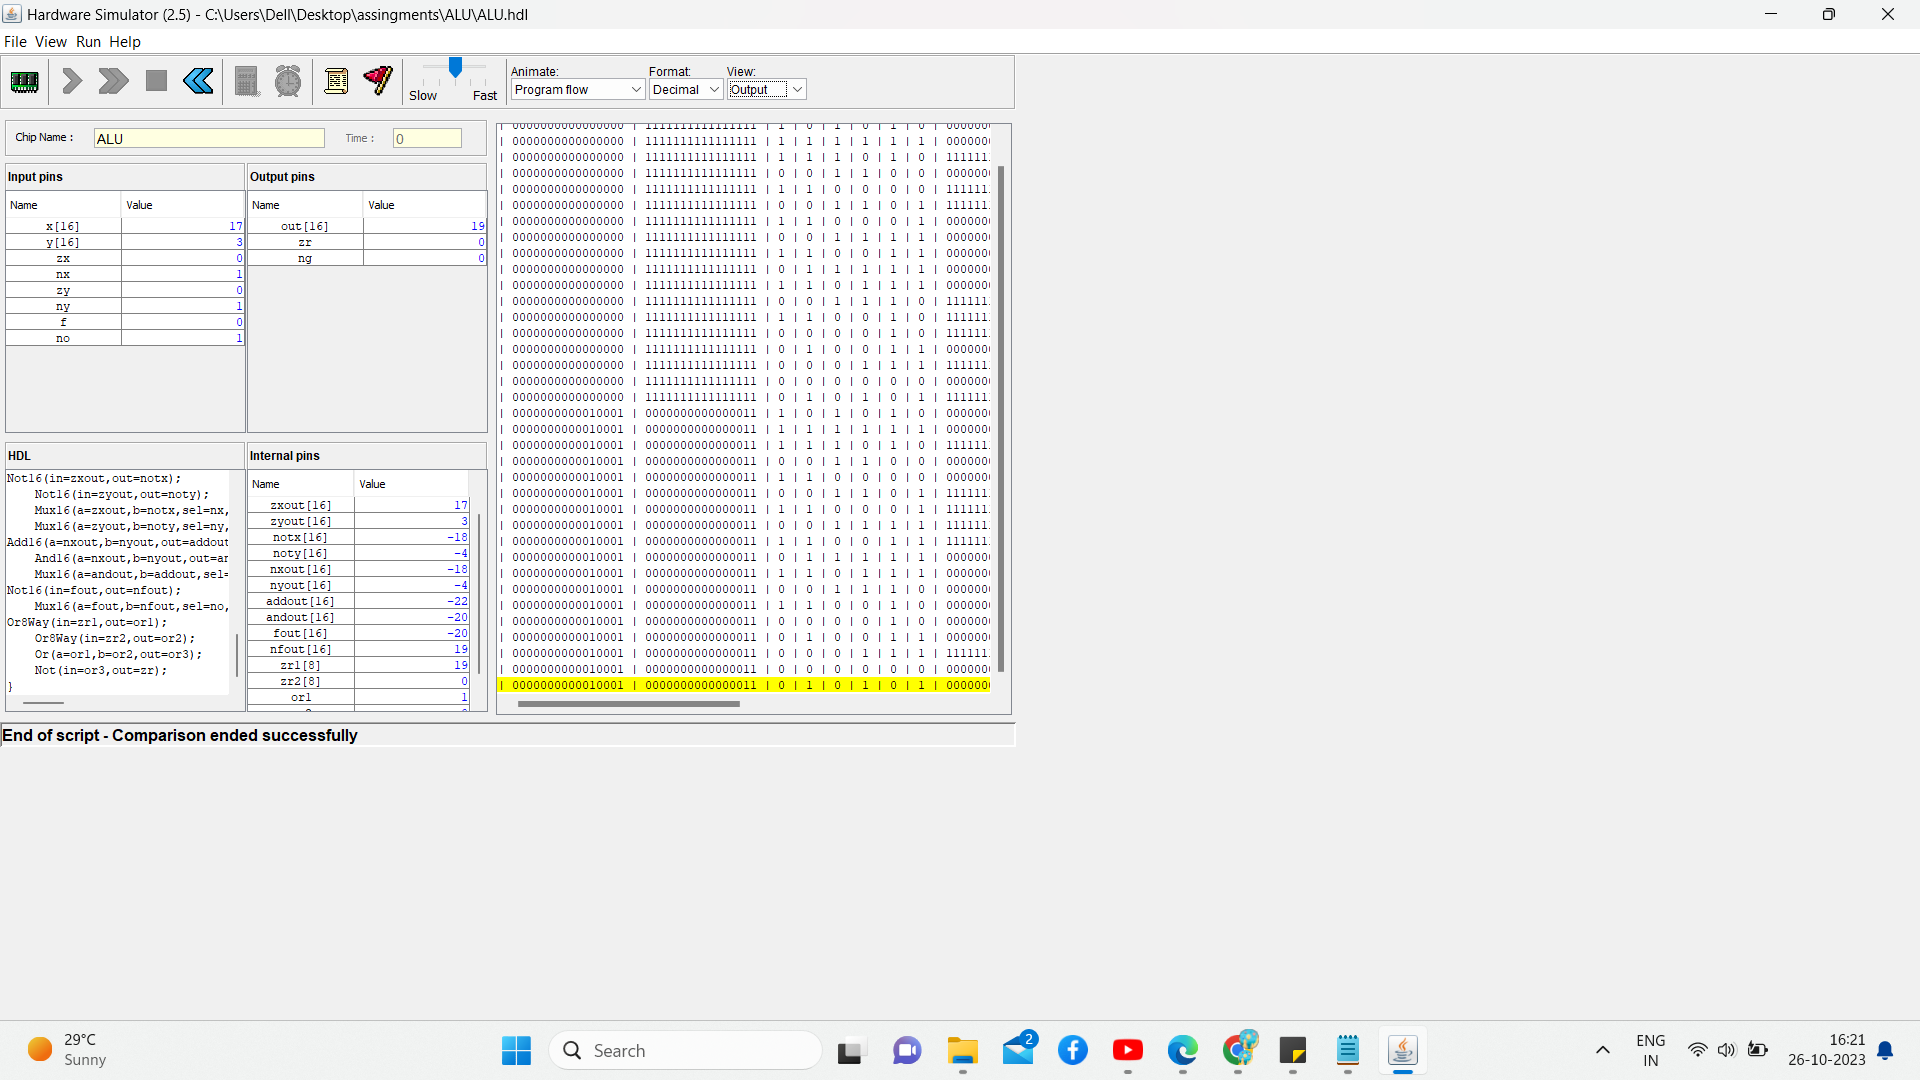 Hardware Simulator (2.5) - C:\Users\Dell\Desktop\assingments\ALU\ALU.hdl
File View Run Help
Slow Fast
Animate: Format: View:
Program flow Decimal Output
Chip Name : ALU Time : 0
Input pins
Name Value
x[16] 17
y[16] 3
zx 0
nx 1
zy 0
ny 1
f 0
no 1
Output pins
Name Value
out[16] 19
zr 0
ng 0
HDL
Not16(in=zxout,out=notx);
Not16(in=zyout,out=noty);
Mux16(a=zxout,b=notx,sel=nx,
Mux16(a=zyout,b=noty,sel=ny,
Add16(a=nxout,b=nyout,out=addout
And16(a=nxout,b=nyout,out=an
Mux16(a=andout,b=addout,sel=
Not16(in=fout,out=nfout);
Mux16(a=fout,b=nfout,sel=no,
Or8Way(in=zr1,out=or1);
Or8Way(in=zr2,out=or2);
Or(a=or1,b=or2,out=or3);
Not(in=or3,out=zr);
}
Internal pins
Name Value
zxout[16] 17
zyout[16] 3
notx[16] -18
noty[16] -4
nxout[16] -18
nyout[16] -4
addout[16] -22
andout[16] -20
fout[16] -20
nfout[16] 19
zr1[8] 19
zr2[8] 0
or1 1
| 0000000000000000 | 1111111111111111 | 1 | 0 | 1 | 0 | 1 | 0 | 000000
| 0000000000000000 | 1111111111111111 | 1 | 1 | 1 | 1 | 1 | 1 | 000000
| 0000000000000000 | 1111111111111111 | 1 | 1 | 1 | 0 | 1 | 0 | 111111
| 0000000000000000 | 1111111111111111 | 0 | 0 | 1 | 1 | 0 | 0 | 000000
| 0000000000000000 | 1111111111111111 | 1 | 1 | 0 | 0 | 0 | 0 | 111111
| 0000000000000000 | 1111111111111111 | 0 | 0 | 1 | 1 | 0 | 1 | 111111
| 0000000000000000 | 1111111111111111 | 1 | 1 | 0 | 0 | 0 | 1 | 000000
| 0000000000000000 | 1111111111111111 | 0 | 0 | 1 | 1 | 1 | 1 | 000000
| 0000000000000000 | 1111111111111111 | 1 | 1 | 0 | 0 | 1 | 1 | 000000
| 0000000000000000 | 1111111111111111 | 0 | 1 | 1 | 1 | 1 | 1 | 000000
| 0000000000000000 | 1111111111111111 | 1 | 1 | 0 | 1 | 1 | 1 | 000000
| 0000000000000000 | 1111111111111111 | 0 | 0 | 1 | 1 | 1 | 0 | 111111
| 0000000000000000 | 1111111111111111 | 1 | 1 | 0 | 0 | 1 | 0 | 111111
| 0000000000000000 | 1111111111111111 | 0 | 0 | 0 | 0 | 1 | 0 | 111111
| 0000000000000000 | 1111111111111111 | 0 | 1 | 0 | 0 | 1 | 1 | 000000
| 0000000000000000 | 1111111111111111 | 0 | 0 | 0 | 1 | 1 | 1 | 111111
| 0000000000000000 | 1111111111111111 | 0 | 0 | 0 | 0 | 0 | 0 | 000000
| 0000000000000000 | 1111111111111111 | 0 | 1 | 0 | 1 | 0 | 1 | 111111
| 0000000000010001 | 0000000000000011 | 1 | 0 | 1 | 0 | 1 | 0 | 000000
| 0000000000010001 | 0000000000000011 | 1 | 1 | 1 | 1 | 1 | 1 | 000000
| 0000000000010001 | 0000000000000011 | 1 | 1 | 1 | 0 | 1 | 0 | 111111
| 0000000000010001 | 0000000000000011 | 0 | 0 | 1 | 1 | 0 | 0 | 000000
| 0000000000010001 | 0000000000000011 | 1 | 1 | 0 | 0 | 0 | 0 | 000000
| 0000000000010001 | 0000000000000011 | 0 | 0 | 1 | 1 | 0 | 1 | 111111
| 0000000000010001 | 0000000000000011 | 1 | 1 | 0 | 0 | 0 | 1 | 111111
| 0000000000010001 | 0000000000000011 | 0 | 0 | 1 | 1 | 1 | 1 | 111111
| 0000000000010001 | 0000000000000011 | 1 | 1 | 0 | 0 | 1 | 1 | 111111
| 0000000000010001 | 0000000000000011 | 0 | 1 | 1 | 1 | 1 | 1 | 000000
| 0000000000010001 | 0000000000000011 | 1 | 1 | 0 | 1 | 1 | 1 | 000000
| 0000000000010001 | 0000000000000011 | 0 | 0 | 1 | 1 | 1 | 0 | 000000
| 0000000000010001 | 0000000000000011 | 1 | 1 | 0 | 0 | 1 | 0 | 000000
| 0000000000010001 | 0000000000000011 | 0 | 0 | 0 | 0 | 1 | 0 | 000000
| 0000000000010001 | 0000000000000011 | 0 | 1 | 0 | 0 | 1 | 1 | 000000
| 0000000000010001 | 0000000000000011 | 0 | 0 | 0 | 1 | 1 | 1 | 111111
| 0000000000010001 | 0000000000000011 | 0 | 0 | 0 | 0 | 0 | 0 | 000000
| 0000000000010001 | 0000000000000011 | 0 | 1 | 0 | 1 | 0 | 1 | 000000
End of script - Comparison ended successfully
29°C
Sunny
Search
2
ENG
IN
16:21
26-10-2023